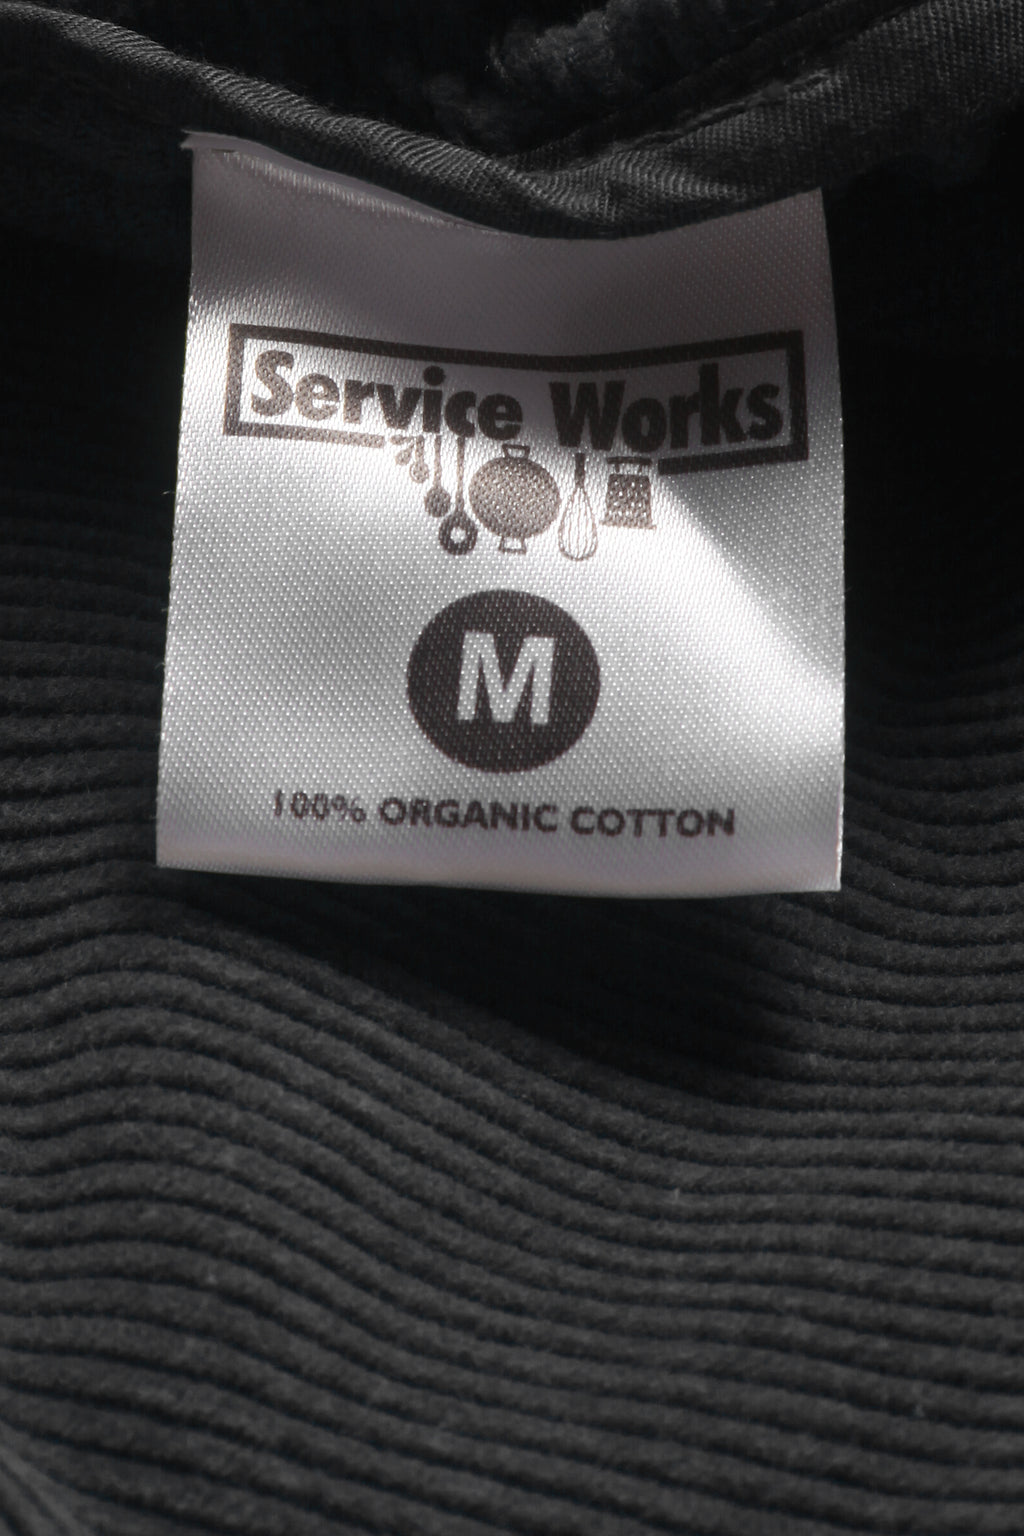 Service Works
M
100% ORGANIC COTTON